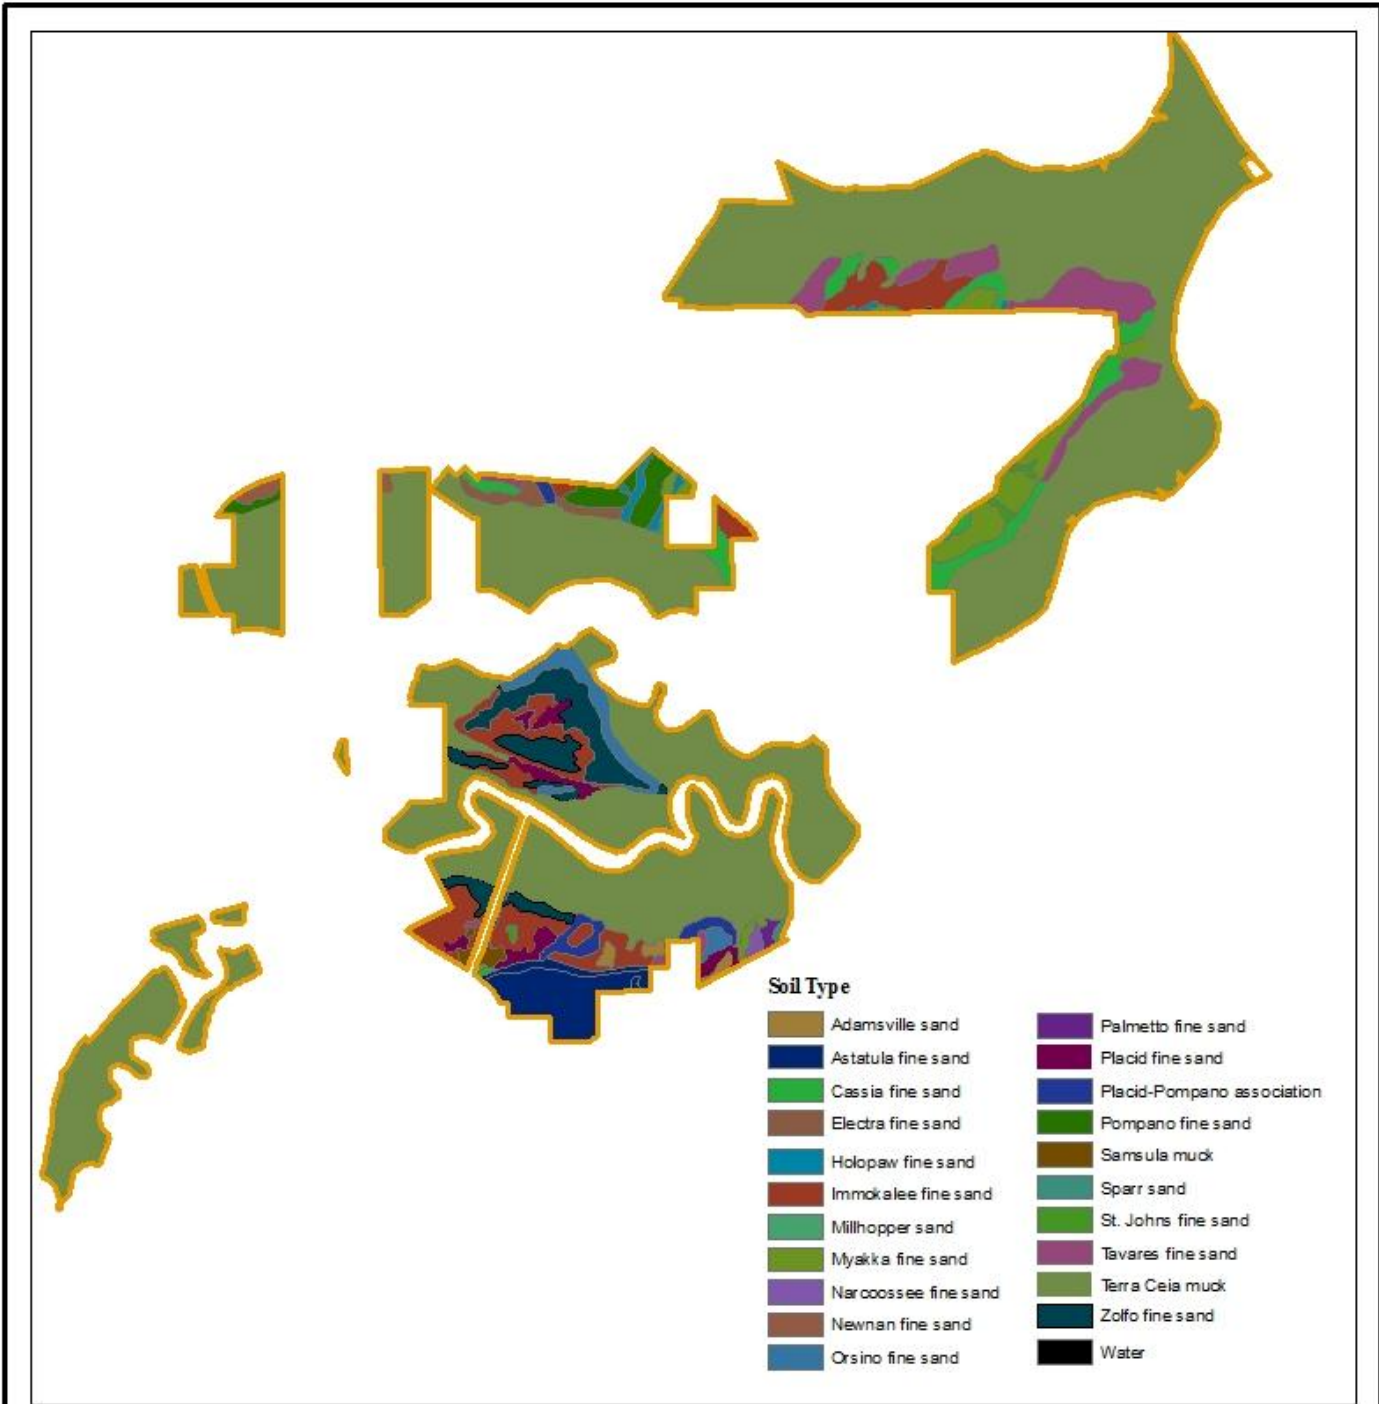 Soil Type
Adamsville sand
Astatula fine sand
Cassia fine sand
Electra fine sand
Holopaw fine sand
Immokalee fine sand
Millhopper sand
Myakka fine sand
Narcoossee fine sand
Newnan fine sand
Orsino fine sand
Palmetto fine sand
Placid fine sand
Placid-Pompano association
Pompano fine sand
Samsula muck
Sparr sand
St. Johns fine sand
Tavares fine sand
Terra Ceia muck
Zolfo fine sand
Water